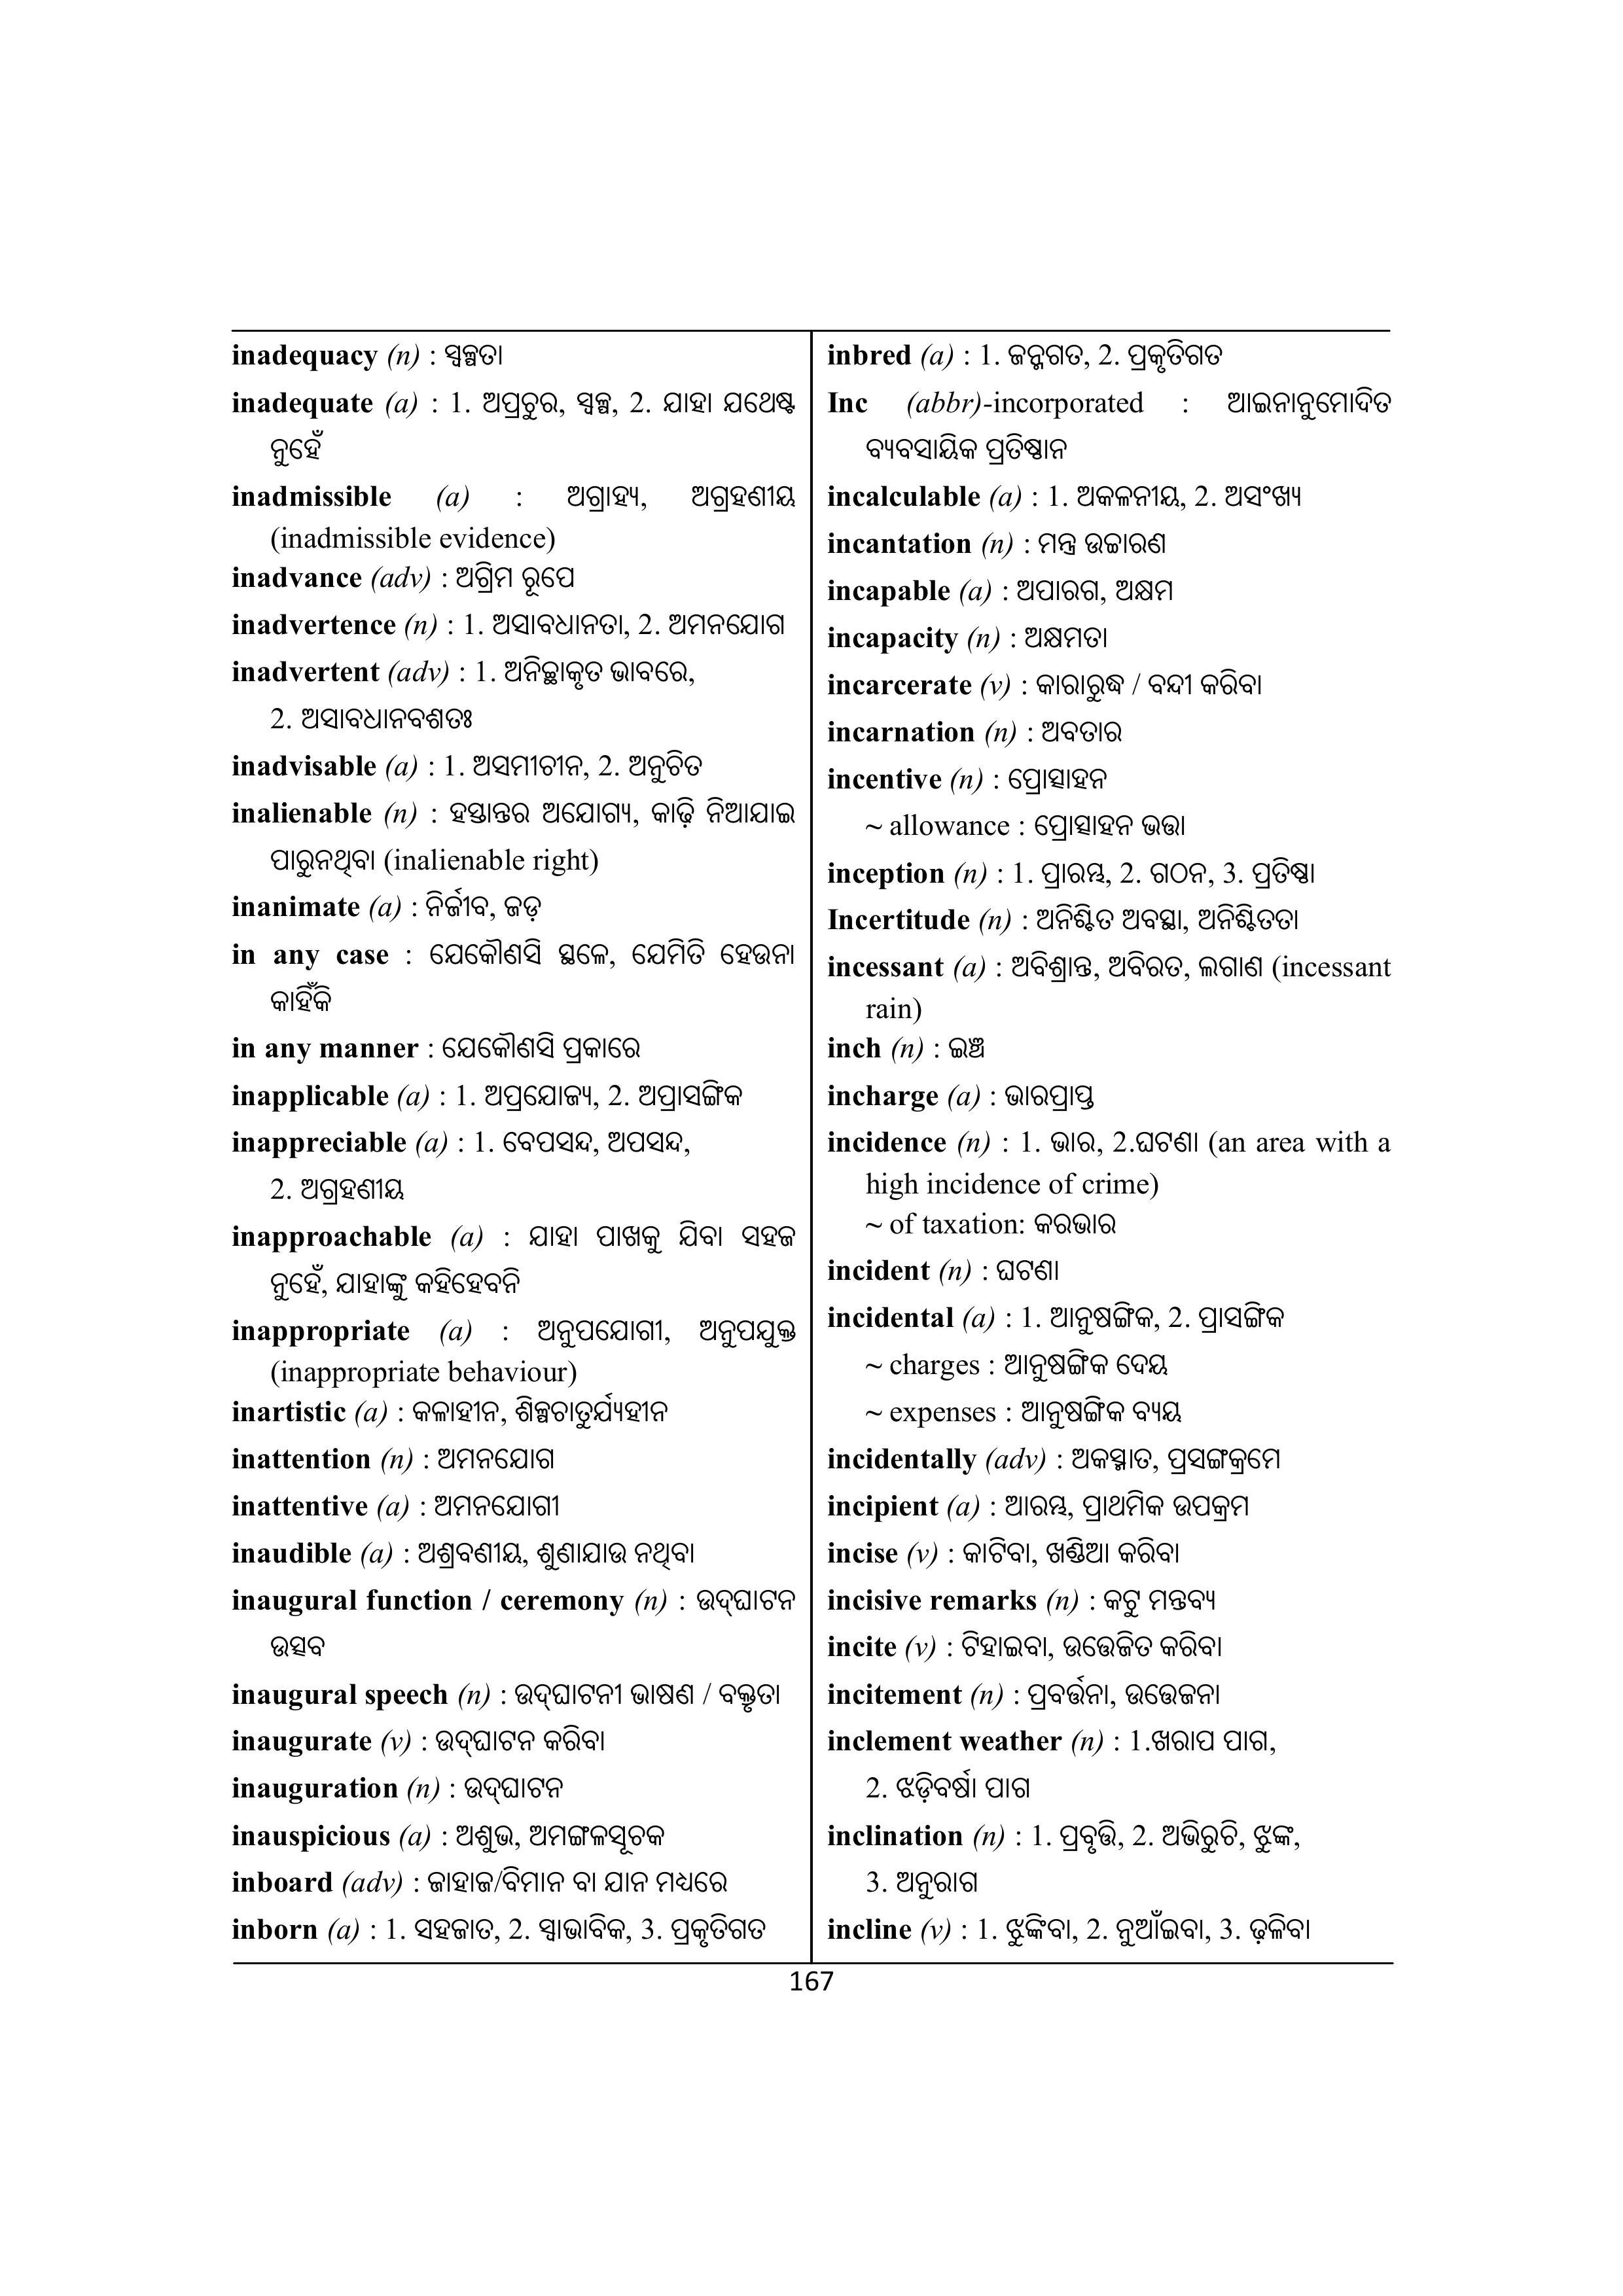 inadequacy (n) : ସ୍ୱଳ୍ପତା
inadequate (a) : 1. ଅପ୍ରଚୁର, ସ୍ୱଳ୍ପ, 2. ଯାହା ଯଥେଷ୍ଟ
ନୁହେଁ
inadmissible (a) : ଅଗ୍ରାହ୍ୟ, ଅଗ୍ରହଣୀୟ
(inadmissible evidence)
inadvance (adv) : ଅଗ୍ରିମ ରୂପେ
inadvertence (n) : 1. ଅସାବଧାନତା, 2. ଅମନଯୋଗ
inadvertent (adv) : 1. ଅନିଚ୍ଛାକୃତ ଭାବରେ,
2. ଅସାବଧାନବଶତଃ
inadvisable (a) : 1. ଅସମୀଚୀନ, 2. ଅନୁଚିତ
inalienable (n) : ହସ୍ତାନ୍ତର ଅଯୋଗ୍ୟ, କାଢ଼ି ନିଆଯାଇ
ପାରୁନଥିବା (inalienable right)
inanimate (a) : ନିର୍ଜୀବ, ଜଡ଼
in any case : ଯେକୌଣସି ସ୍ଥଳେ, ଯେମିତି ହେଉନା
କାହିଁକି
in any manner : ଯେକୌଣସି ପ୍ରକାରେ
inapplicable (a) : 1. ଅପ୍ରଯୋଜ୍ୟ, 2. ଅପ୍ରାସଙ୍ଗିକ
inappreciable (a) : 1. ବେପସନ୍ଦ, ଅପସନ୍ଦ,
2. ଅଗ୍ରହଣୀୟ
inapproachable (a) : ଯାହା ପାଖକୁ ଯିବା ସହଜ
ନୁହେଁ, ଯାହାଙ୍କୁ କହିହେବନି
inappropriate (a) : ଅନୁପଯୋଗୀ, ଅନୁପଯୁକ୍ତ
(inappropriate behaviour)
inartistic (a) : କଳାହୀନ, ଶିଳ୍ପଚାତୁର୍ଯ୍ୟହୀନ
inattention (n) : ଅମନଯୋଗ
inattentive (a) : ଅମନଯୋଗୀ
inaudible (a) : ଅଶ୍ରବଣୀୟ, ଶୁଣାଯାଉ ନଥିବା
inaugural function / ceremony (n) : ଉଦ୍‌ଘାଟନ
ଉତ୍ସବ
inaugural speech (n) : ଉଦ୍‌ଘାଟନୀ ଭାଷଣ / ବକ୍ତୃତା
inaugurate (v) : ଉଦ୍‌ଘାଟନ କରିବା
inauguration (n) : ଉଦ୍‌ଘାଟନ
inauspicious (a) : ଅଶୁଭ, ଅମଙ୍ଗଳସୂଚକ
inboard (adv) : ଜାହାଜ/ବିମାନ ବା ଯାନ ମଧ୍ୟରେ
inborn (a) : 1. ସହଜାତ, 2. ସ୍ୱାଭାବିକ, 3. ପ୍ରକୃତିଗତ
inbred (a) : 1. ଜନ୍ମଗତ, 2. ପ୍ରକୃତିଗତ
Inc (abbr)-incorporated : ଆଇନାନୁମୋଦିତ
ବ୍ୟବସାୟିକ ପ୍ରତିଷ୍ଠାନ
incalculable (a) : 1. ଅକଳନୀୟ, 2. ଅସଂଖ୍ୟ
incantation (n) : ମନ୍ତ୍ର ଉଚ୍ଚାରଣ
incapable (a) : ଅପାରଗ, ଅକ୍ଷମ
incapacity (n) : ଅକ୍ଷମତା
incarcerate (v) : କାରାରୁଦ୍ଧ / ବନ୍ଦୀ କରିବା
incarnation (n) : ଅବତାର
incentive (n) : ପ୍ରୋତ୍ସାହନ
~ allowance : ପ୍ରୋତ୍ସାହନ ଭତ୍ତା
inception (n) : 1. ପ୍ରାରମ୍ଭ, 2. ଗଠନ, 3. ପ୍ରତିଷ୍ଠା
Incertitude (n) : ଅନିଶ୍ଚିତ ଅବସ୍ଥା, ଅନିଶ୍ଚିତତା
incessant (a) : ଅବିଶ୍ରାନ୍ତ, ଅବିରତ, ଲଗାଣ (incessant
rain)
inch (n) : ଇଞ୍ଚ
incharge (a) : ଭାରପ୍ରାପ୍ତ
incidence (n) : 1. ଭାର, 2.ଘଟଣା (an area with a
high incidence of crime)
~ of taxation: କରଭାର
incident (n) : ଘଟଣା
incidental (a) : 1. ଆନୁଷଙ୍ଗିକ, 2. ପ୍ରାସଙ୍ଗିକ
~ charges : ଆନୁଷଙ୍ଗିକ ଦେୟ
~ expenses : ଆନୁଷଙ୍ଗିକ ବ୍ୟୟ
incidentally (adv) : ଅକସ୍ମାତ, ପ୍ରସଙ୍ଗକ୍ରମେ
incipient (a) : ଆରମ୍ଭ, ପ୍ରାଥମିକ ଉପକ୍ରମ
incise (v) : କାଟିବା, ଖଣ୍ଡିଆ କରିବା
incisive remarks (n) : କଟୁ ମନ୍ତବ୍ୟ
incite (v) : ଟିହାଇବା, ଉତ୍ତେଜିତ କରିବା
incitement (n) : ପ୍ରବର୍ତ୍ତନା, ଉତ୍ତେଜନା
inclement weather (n) : 1.ଖରାପ ପାଗ,
2. ଝଡ଼ିବର୍ଷା ପାଗ
inclination (n) : 1. ପ୍ରବୃତ୍ତି, 2. ଅଭିରୁଚି, ଝୁଙ୍କ,
3. ଅନୁରାଗ
incline (v) : 1. ଝୁଙ୍କିବା, 2. ନୁଆଁଇବା, 3. ଢ଼ଳିବା
167